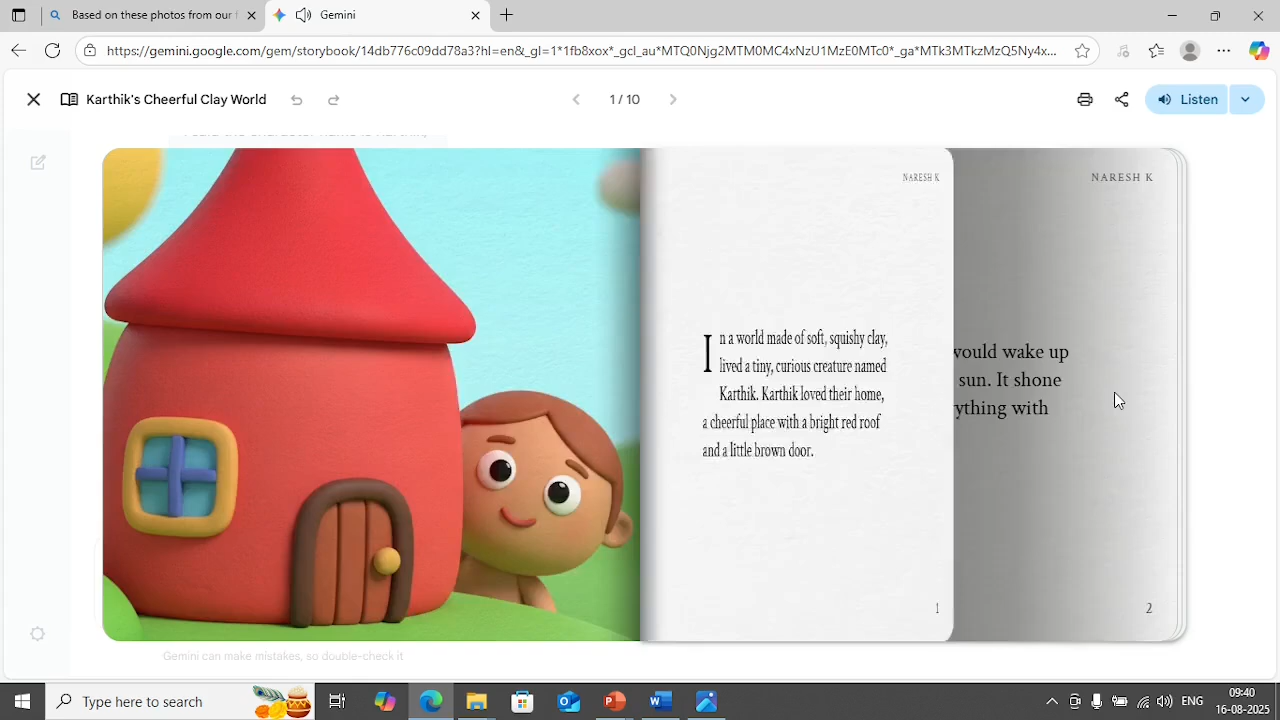 Based on these from our
Gemini
https://gemini.google.com/gem/storybook/14db776c09dd78a3?hl=en&_gl=1*1fb8xox*_gcl_au*MTQ0Njg2MTM0MC4xNzU1MzE0MTc0*_ga*MTk3MTkzMzQ5Ny4x...
Karthik's Cheerful Clay World
1 / 10
Listen
NARESH K
NARESH K
In a world made of soft, squishy clay,
lived a tiny, curious creature named
Karthik. Karthik loved their home,
a cheerful place with a bright red roof
and a little brown door.
1
would wake up
sun. It shone
ything with
2
Gemini can make mistakes, so double-check it
Type here to search
ENG
09:40
16-08-2025